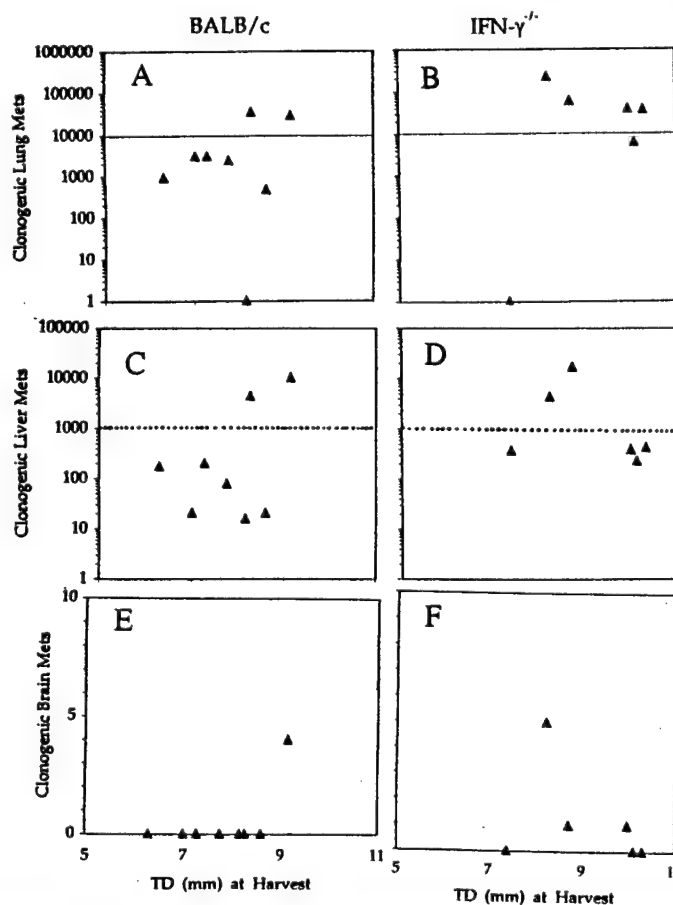 BALB/c
IFN-γ-/-
A
B
Clonogenic Lung Mets
1000000
100000
10000
1000
100
10
1
C
D
Clonogenic Liver Mets
100000
10000
1000
100
10
1
E
F
Clonogenic Brain Mets
10
5
0
5
7
9
11
TD (mm) at Harvest
5
7
9
TD (mm) at Harvest